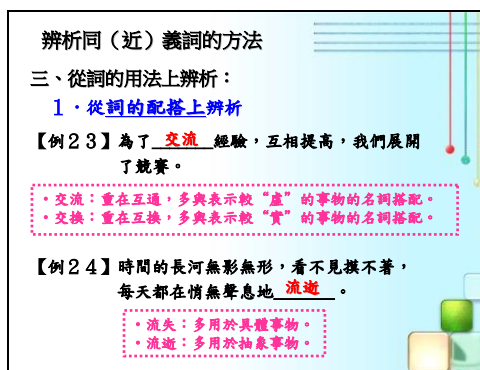 辨析同（近）義詞的方法
三、從詞的用法上辨析：
１．從詞的配搭上辨析
【例２３】為了 交流 經驗，互相提高，我們展開
了競賽。
・交流：重在互通，多與表示較“虛”的事物的名詞搭配。
・交換：重在互換，多與表示較“實”的事物的名詞搭配。
【例２４】時間的長河無影無形，看不見摸不著，
每天都在悄無聲息地 流逝 。
・流失：多用於具體事物。
・流逝：多用於抽象事物。